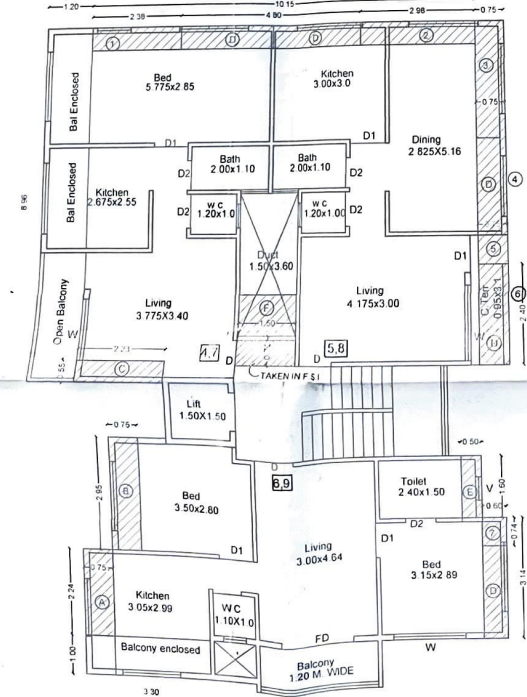 1.20
10.15
2.38
4.80
2.98
0.75
1
D
D
2
Bal Enclosed
Bed
5 775x2.85
Kitchen
3.00x3.0
3
0.75
D1
D1
Dining
2 825X5.16
Bal Enclosed
Kitchen
2.675x2.55
Bath
2.00x1.10
Bath
2.00x1.10
D2
D2
D
4
8.96
D2
W C
1.20x1.0
W C
1.20x1.00
D2
Duct
1.50x3.60
5
D1
Open Balcony
Living
3 775X3.40
Living
4 175x3.00
C Terr
0.95x3.1
6
2.40
F
1.50
W
W
D
2.23
4,7
D
D
5,8
0.55
C
TAKEN IN F S I
Lift
1.50X1.50
0 75
0.50
D
6,9
Toilet
2 40x1.50
E
V
1.60
0.60
2.95
B
Bed
3.50x2.80
D2
0.74
D1
Living
3.00x4.64
D1
Bed
3.15x2.89
D
3.14
0.75
2.24
A
Kitchen
3.05x2.99
WC
1.10X1.0
1.00
Balcony enclosed
FD
W
Balcony
1.20 M. WIDE
3.30